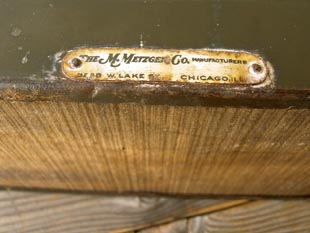 THE M. METZGER CO. MANUFACTURERS
W. LAKE ST. CHICAGO, ILL.